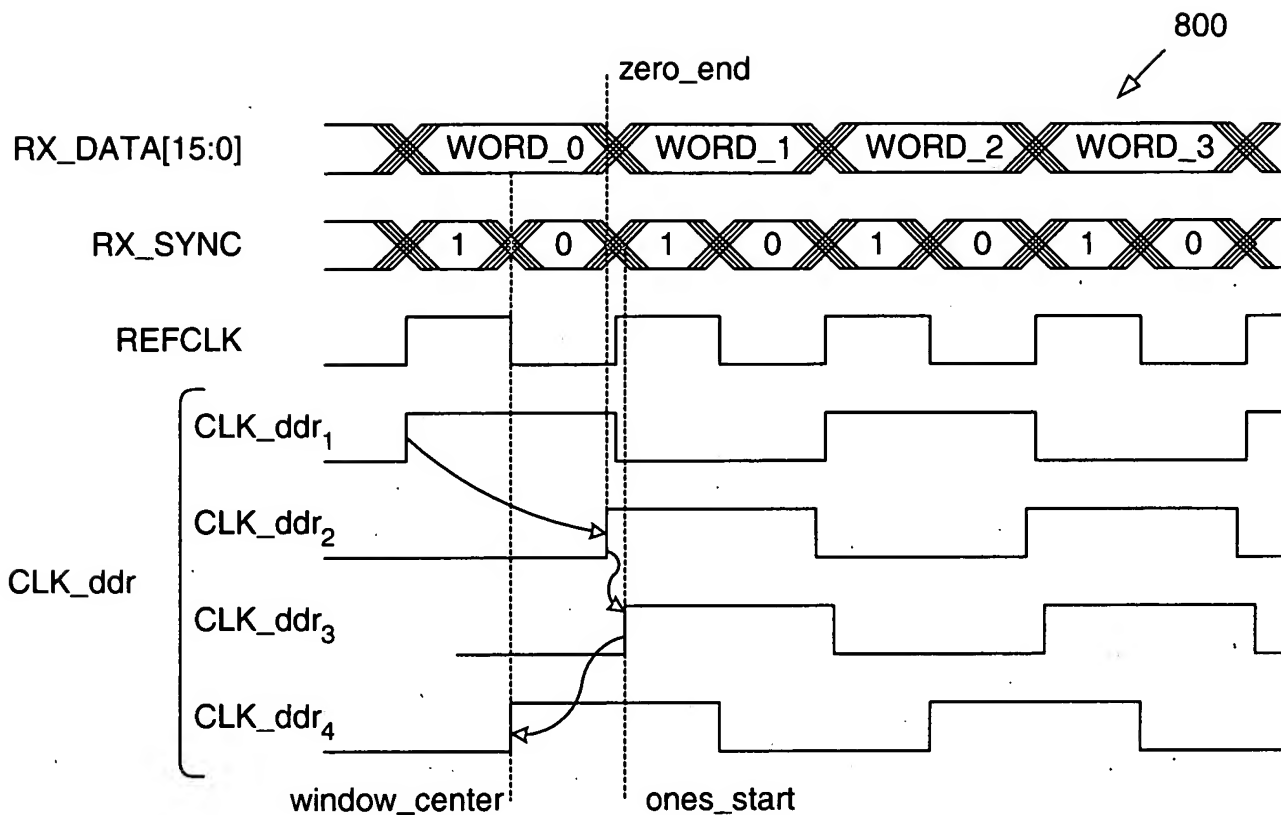 800
zero_end
RX_DATA[15:0] WORD_0 WORD_1 WORD_2 WORD_3
RX_SYNC 1 0 1 0 1 0 1 0
REFCLK
CLK_ddr1
CLK_ddr2
CLK_ddr
CLK_ddr3
CLK_ddr4
window_center ones_start